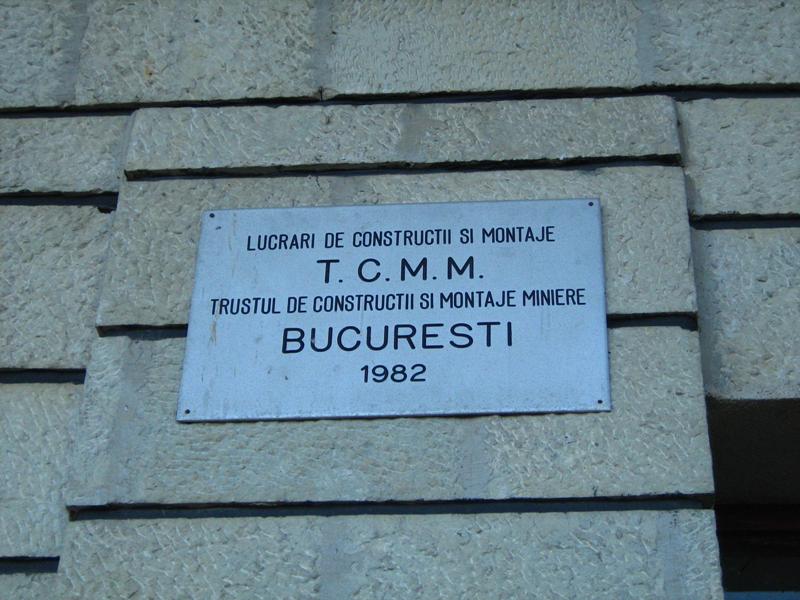 LUCRARI DE CONSTRUCTII SI MONTAJE
T. C. M. M.
TRUSTUL DE CONSTRUCTII SI MONTAJE MINIERE
BUCURESTI
1982